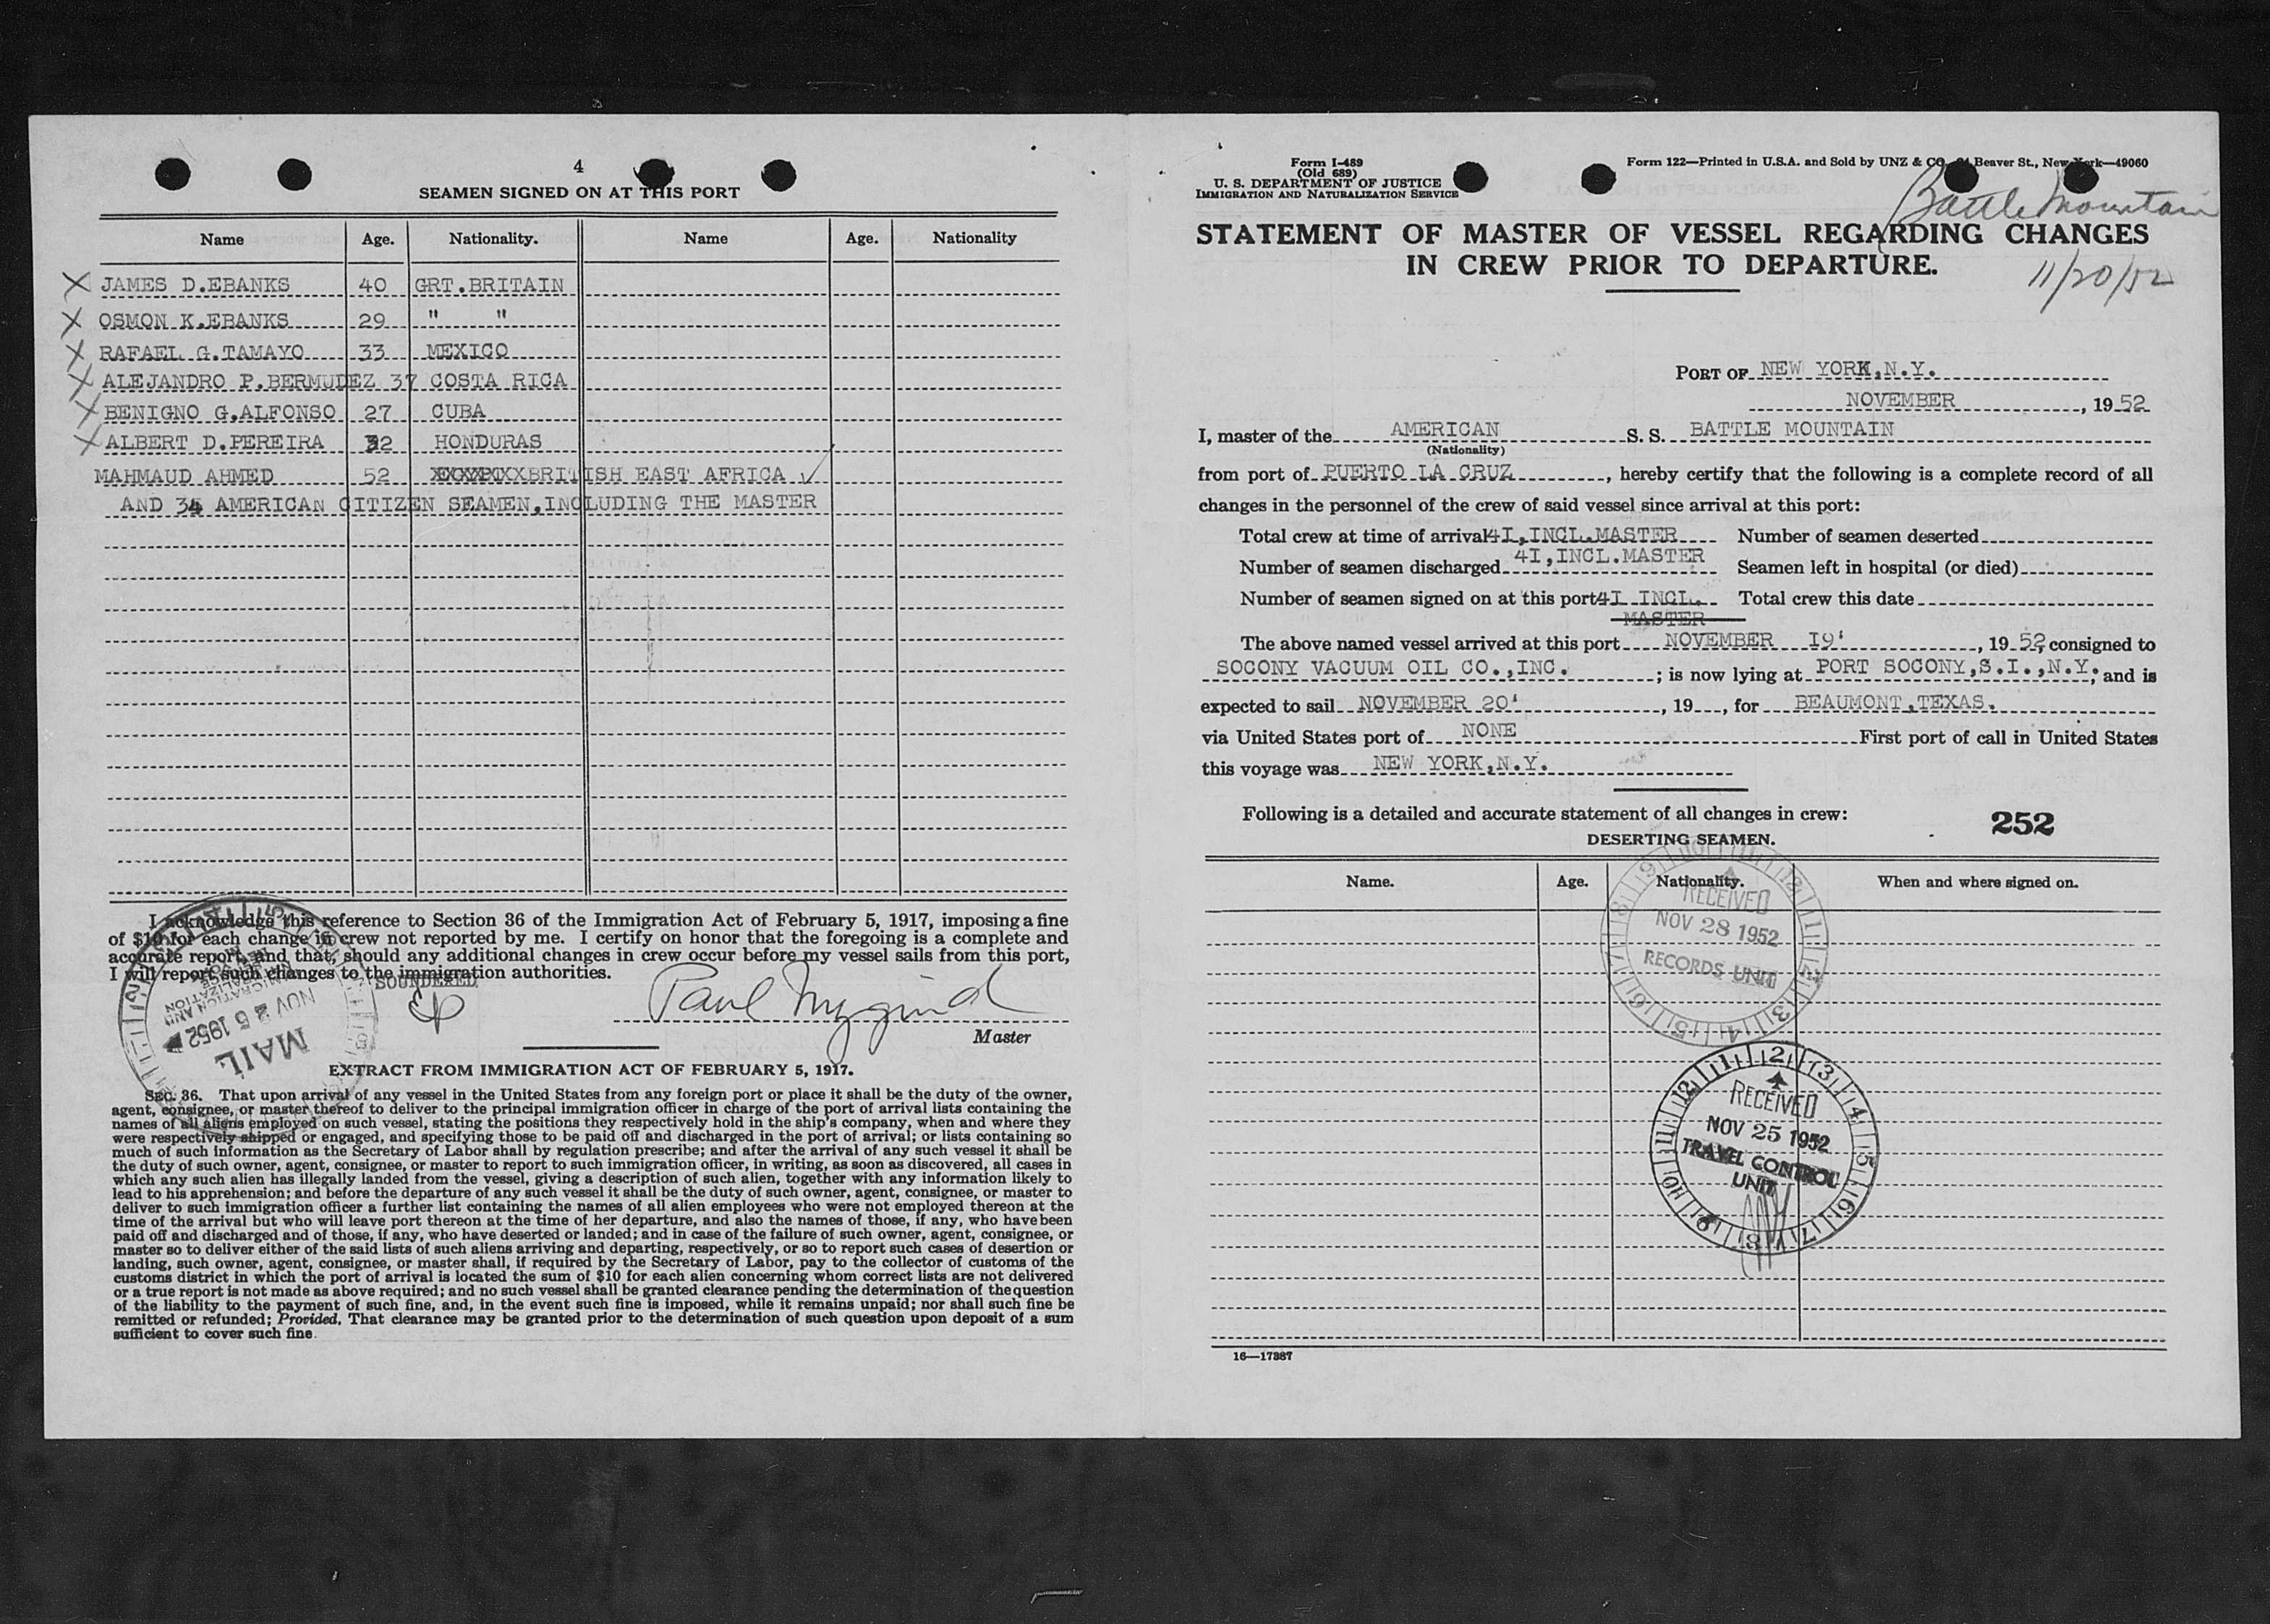 4
SEAMEN SIGNED ON AT THIS PORT
Name Age. Nationality. Name Age. Nationality
X JAMES D.EBANKS 40 GRT.BRITAIN
X OSMON K.EBANKS 29 " "
X RAFAEL G.TAMAYO 33 MEXICO
X ALEJANDRO P.BERMUDEZ 37 COSTA RICA
X BENIGNO G.ALFONSO 27 CUBA
X ALBERT D.PEREIRA 32 HONDURAS
MAHMAUD AHMED 52 BRITISH EAST AFRICA ✓
AND 34 AMERICAN CITIZEN SEAMEN,INCLUDING THE MASTER
I acknowledge this reference to Section 36 of the Immigration Act of February 5, 1917, imposing a fine
of $10 for each change in crew not reported by me. I certify on honor that the foregoing is a complete and
accurate report, and that, should any additional changes in crew occur before my vessel sails from this port,
I will report such changes to the immigration authorities.
SOUNDEXED
IMMIGRATION AND
NATURALIZATION
NOV 25 1952
MAIL
Paul Nygind
Master
EXTRACT FROM IMMIGRATION ACT OF FEBRUARY 5, 1917.
SEC. 36. That upon arrival of any vessel in the United States from any foreign port or place it shall be the duty of the owner,
agent, consignee, or master thereof to deliver to the principal immigration officer in charge of the port of arrival lists containing the
names of all aliens employed on such vessel, stating the positions they respectively hold in the ship's company, when and where they
were respectively shipped or engaged, and specifying those to be paid off and discharged in the port of arrival; or lists containing so
much of such information as the Secretary of Labor shall by regulation prescribe; and after the arrival of any such vessel it shall be
the duty of such owner, agent, consignee, or master to report to such immigration officer, in writing, as soon as discovered, all cases in
which any such alien has illegally landed from the vessel, giving a description of such alien, together with any information likely to
lead to his apprehension; and before the departure of any such vessel it shall be the duty of such owner, agent, consignee, or master to
deliver to such immigration officer a further list containing the names of all alien employees who were not employed thereon at the
time of the arrival but who will leave port thereon at the time of her departure, and also the names of those, if any, who have been
paid off and discharged and of those, if any, who have deserted or landed; and in case of the failure of such owner, agent, consignee, or
master so to deliver either of the said lists of such aliens arriving and departing, respectively, or so to report such cases of desertion or
landing, such owner, agent, consignee, or master shall, if required by the Secretary of Labor, pay to the collector of customs of the
customs district in which the port of arrival is located the sum of $10 for each alien concerning whom correct lists are not delivered
or a true report is not made as above required; and no such vessel shall be granted clearance pending the determination of the question
of the liability to the payment of such fine, and, in the event such fine is imposed, while it remains unpaid; nor shall such fine be
remitted or refunded; Provided, That clearance may be granted prior to the determination of such question upon deposit of a sum
sufficient to cover such fine.
Form I-489
(Old 689)
U. S. DEPARTMENT OF JUSTICE
IMMIGRATION AND NATURALIZATION SERVICE
Form 122—Printed in U.S.A. and Sold by UNZ & CO. Beaver St., New York—49060
Battle Mountain
STATEMENT OF MASTER OF VESSEL REGARDING CHANGES
IN CREW PRIOR TO DEPARTURE.
11/20/52
PORT OF NEW YORK,N.Y.
NOVEMBER , 19 52
I, master of the AMERICAN S. S. BATTLE MOUNTAIN
(Nationality)
from port of PUERTO LA CRUZ , hereby certify that the following is a complete record of all
changes in the personnel of the crew of said vessel since arrival at this port:
Total crew at time of arrival 4I,INCL.MASTER Number of seamen deserted
Number of seamen discharged 4I,INCL.MASTER Seamen left in hospital (or died)
Number of seamen signed on at this port 4I INCL. Total crew this date
MASTER
The above named vessel arrived at this port NOVEMBER I9' , 19 52, consigned to
SOCONY VACUUM OIL CO.,INC. ; is now lying at PORT SOCONY,S.I.,N.Y. , and is
expected to sail NOVEMBER 20' , 19 , for BEAUMONT,TEXAS.
via United States port of NONE First port of call in United States
this voyage was NEW YORK,N.Y.
Following is a detailed and accurate statement of all changes in crew:
252
DESERTING SEAMEN.
Name. Age. Nationality. When and where signed on.
RECEIVED
NOV 28 1952
RECORDS UNIT
RECEIVED
NOV 25 1952
TRAVEL CONTROL
UNIT
16—17387